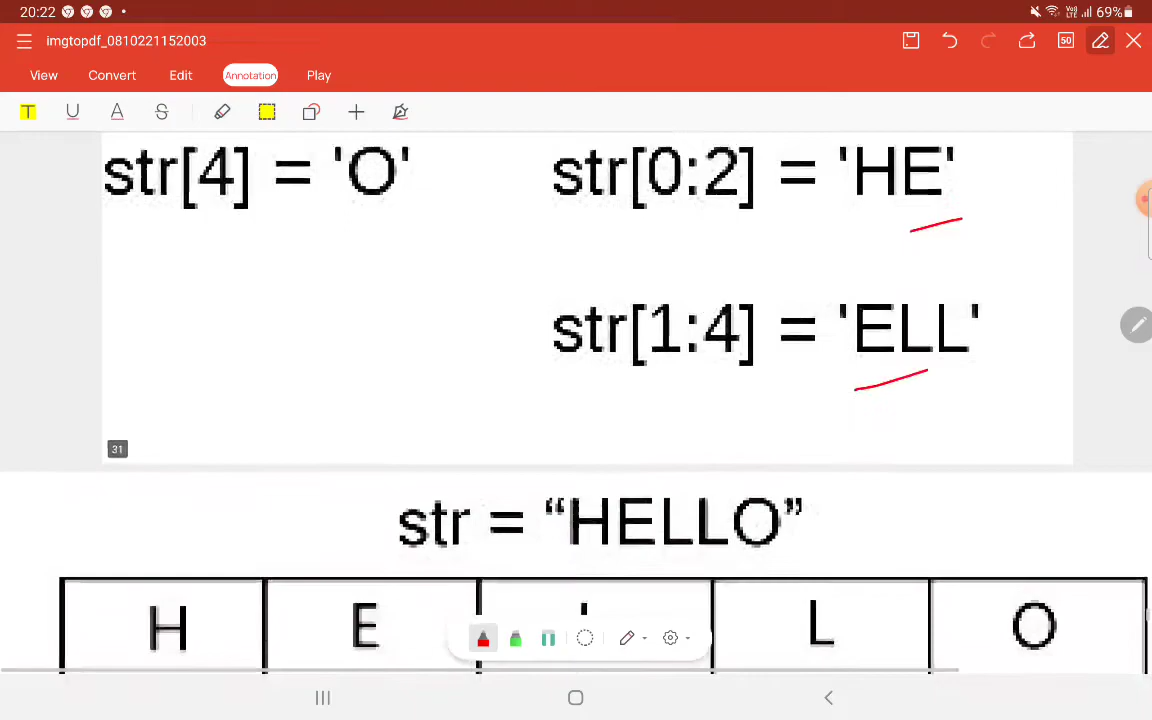 20:22 69%
imgtopdf_0810221152003 50
View Convert Edit Annotation Play
T U A S
str[4] = 'O' str[0:2] = 'HE'
str[1:4] = 'ELL'
31
str = “HELLO”
H E L O